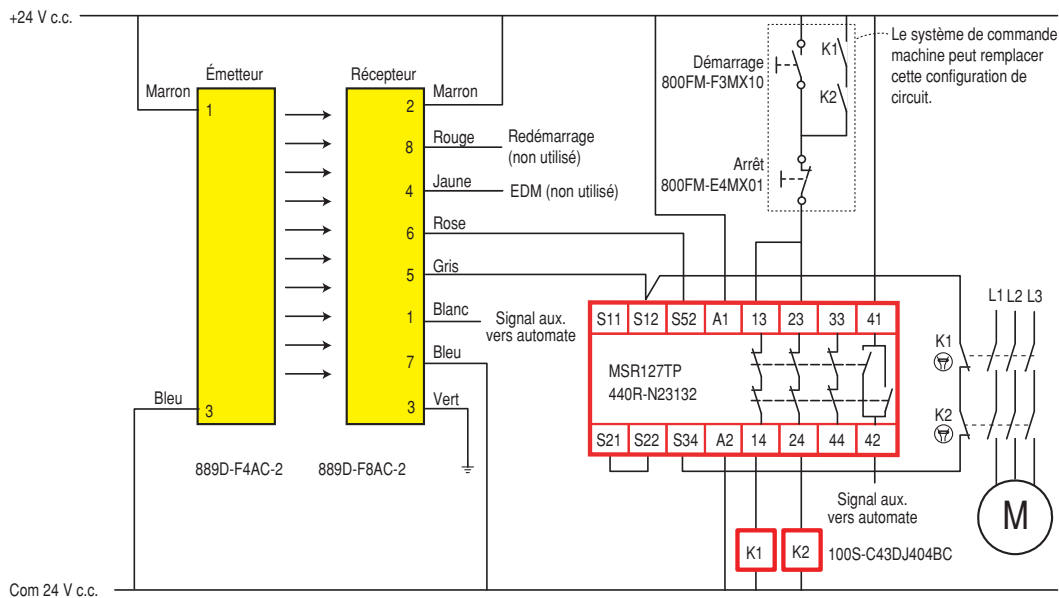 +24 V c.c.
Le système de commande
machine peut remplacer
cette configuration de
circuit.
K1
Démarrage
800FM-F3MX10
K2
Émetteur
Récepteur
Marron
1
2
Marron
8
Rouge
Redémarrage
(non utilisé)
Arrêt
800FM-E4MX01
4
Jaune
EDM (non utilisé)
6
Rose
5
Gris
1
Blanc
Signal aux.
vers automate
7
Bleu
Bleu
3
3
Vert
889D-F4AC-2
889D-F8AC-2
S11 S12 S52 A1 13 23 33 41
MSR127TP
440R-N23132
S21 S22 S34 A2 14 24 44 42
L1 L2 L3
K1
K2
Signal aux.
vers automate
M
K1 K2 100S-C43DJ404BC
Com 24 V c.c.